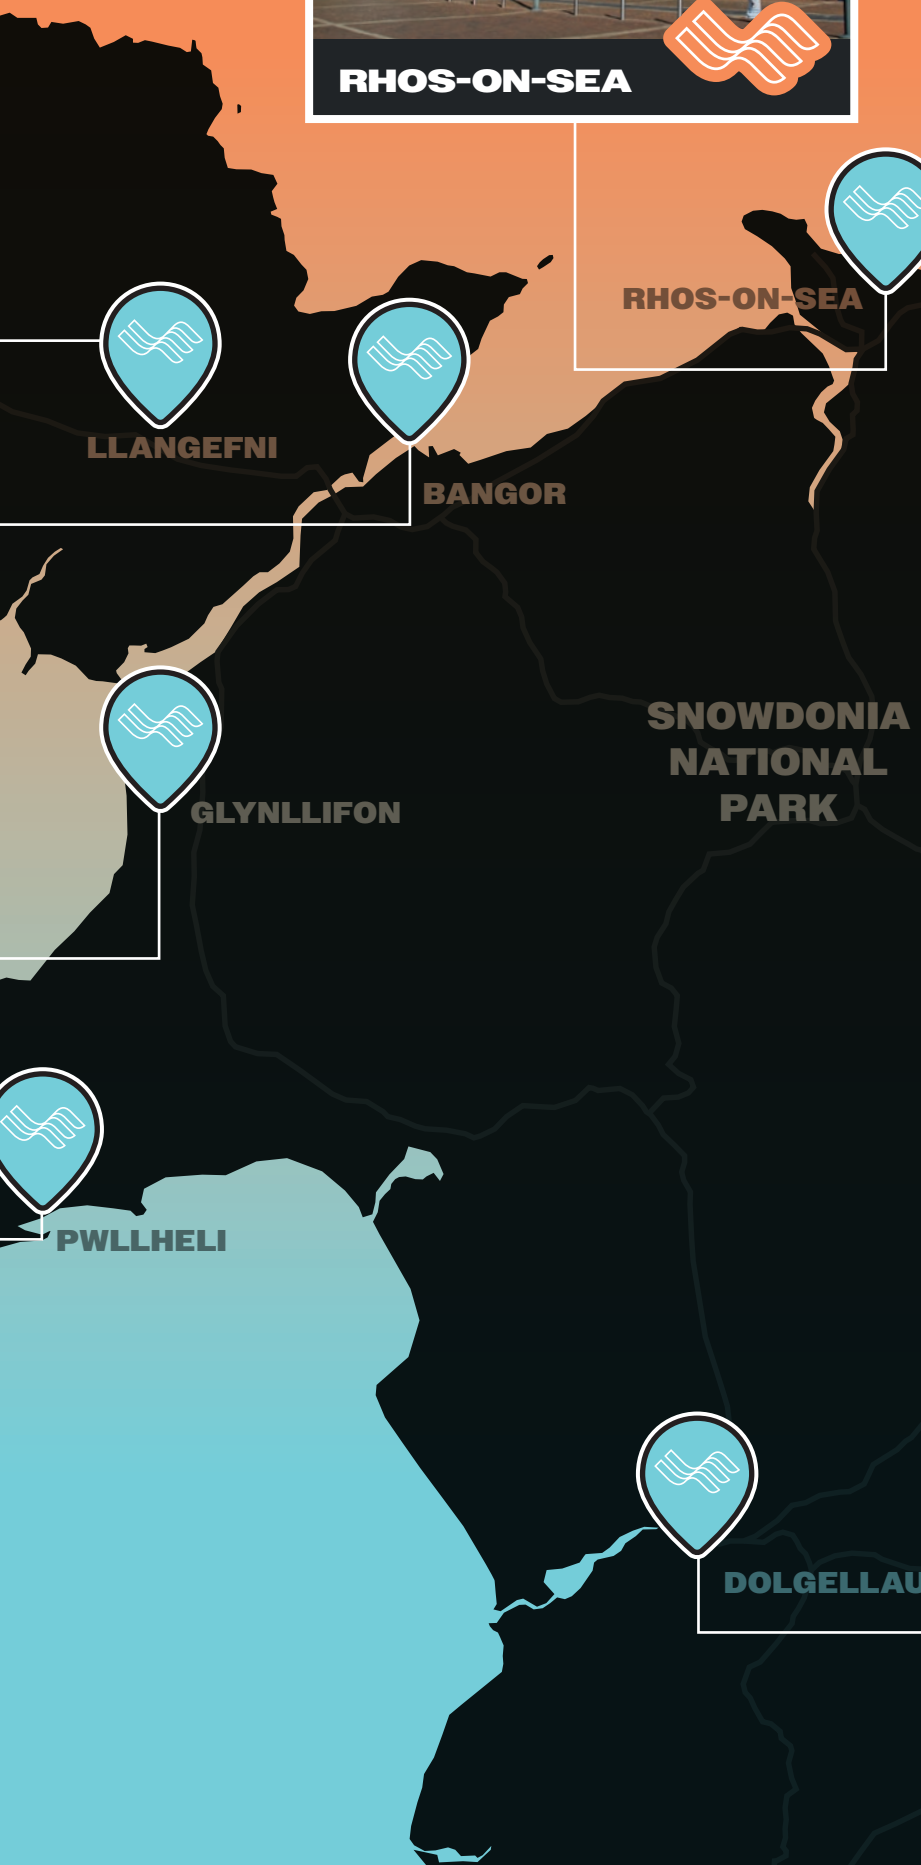 RHOS-ON-SEA
RHOS-ON-SEA
LLANGEFNI
BANGOR
SNOWDONIA
NATIONAL
PARK
GLYNLLIFON
PWLLHELI
DOLGELLAU